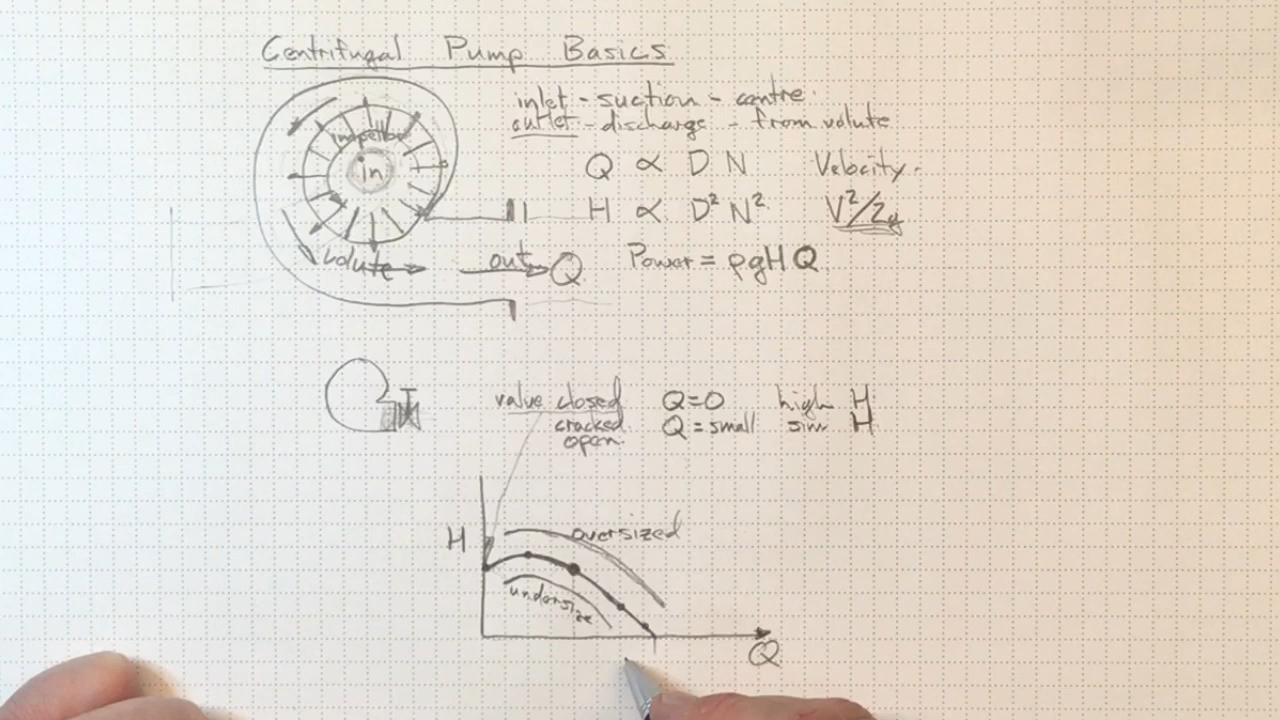 Centrifugal Pump Basics
inlet - suction - centre.
outlet - discharge - from volute
impeller
in
Q ∝ D N Velocity.
H ∝ D² N² V²/2g
volute
out
Q
Power = ρgHQ
value closed Q=0 high H
cracked Q = small sim H
open.
H
oversized
undersize
Q